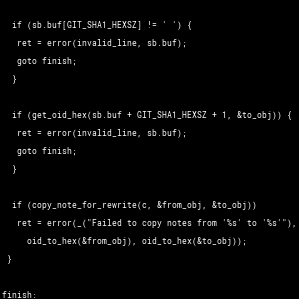 if (sb.buf[GIT_SHA1_HEXSZ] != ' ') {
ret = error(invalid_line, sb.buf);
goto finish;
}
if (get_oid_hex(sb.buf + GIT_SHA1_HEXSZ + 1, &to_obj)) {
ret = error(invalid_line, sb.buf);
goto finish;
}
if (copy_note_for_rewrite(c, &from_obj, &to_obj))
ret = error(_("Failed to copy notes from '%s' to '%s'"),
oid_to_hex(&from_obj), oid_to_hex(&to_obj));
}
finish: